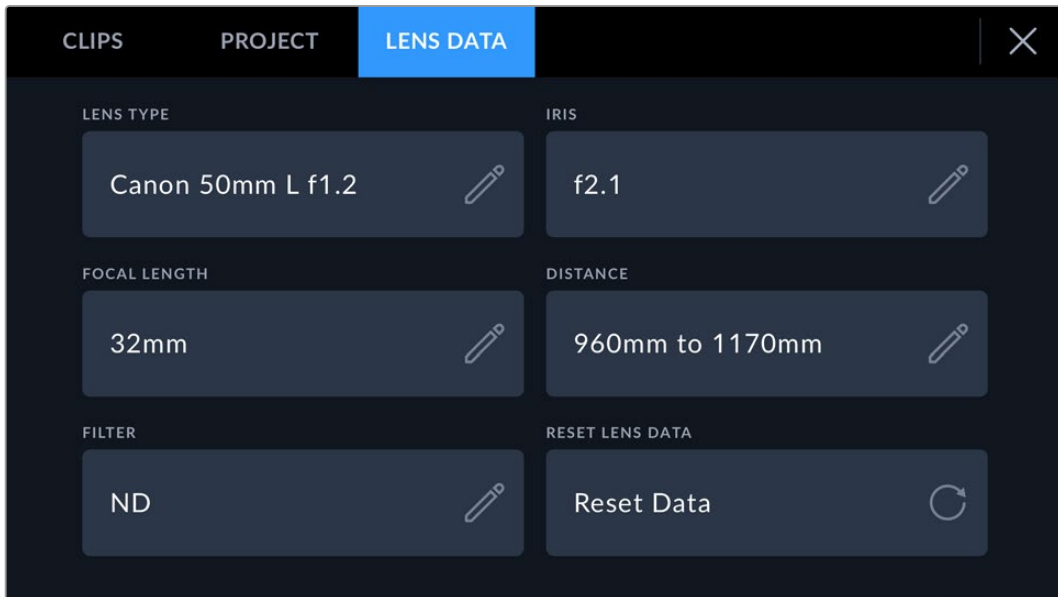 CLIPS PROJECT LENS DATA
LENS TYPE IRIS
Canon 50mm L f1.2 f2.1
FOCAL LENGTH DISTANCE
32mm 960mm to 1170mm
FILTER RESET LENS DATA
ND Reset Data